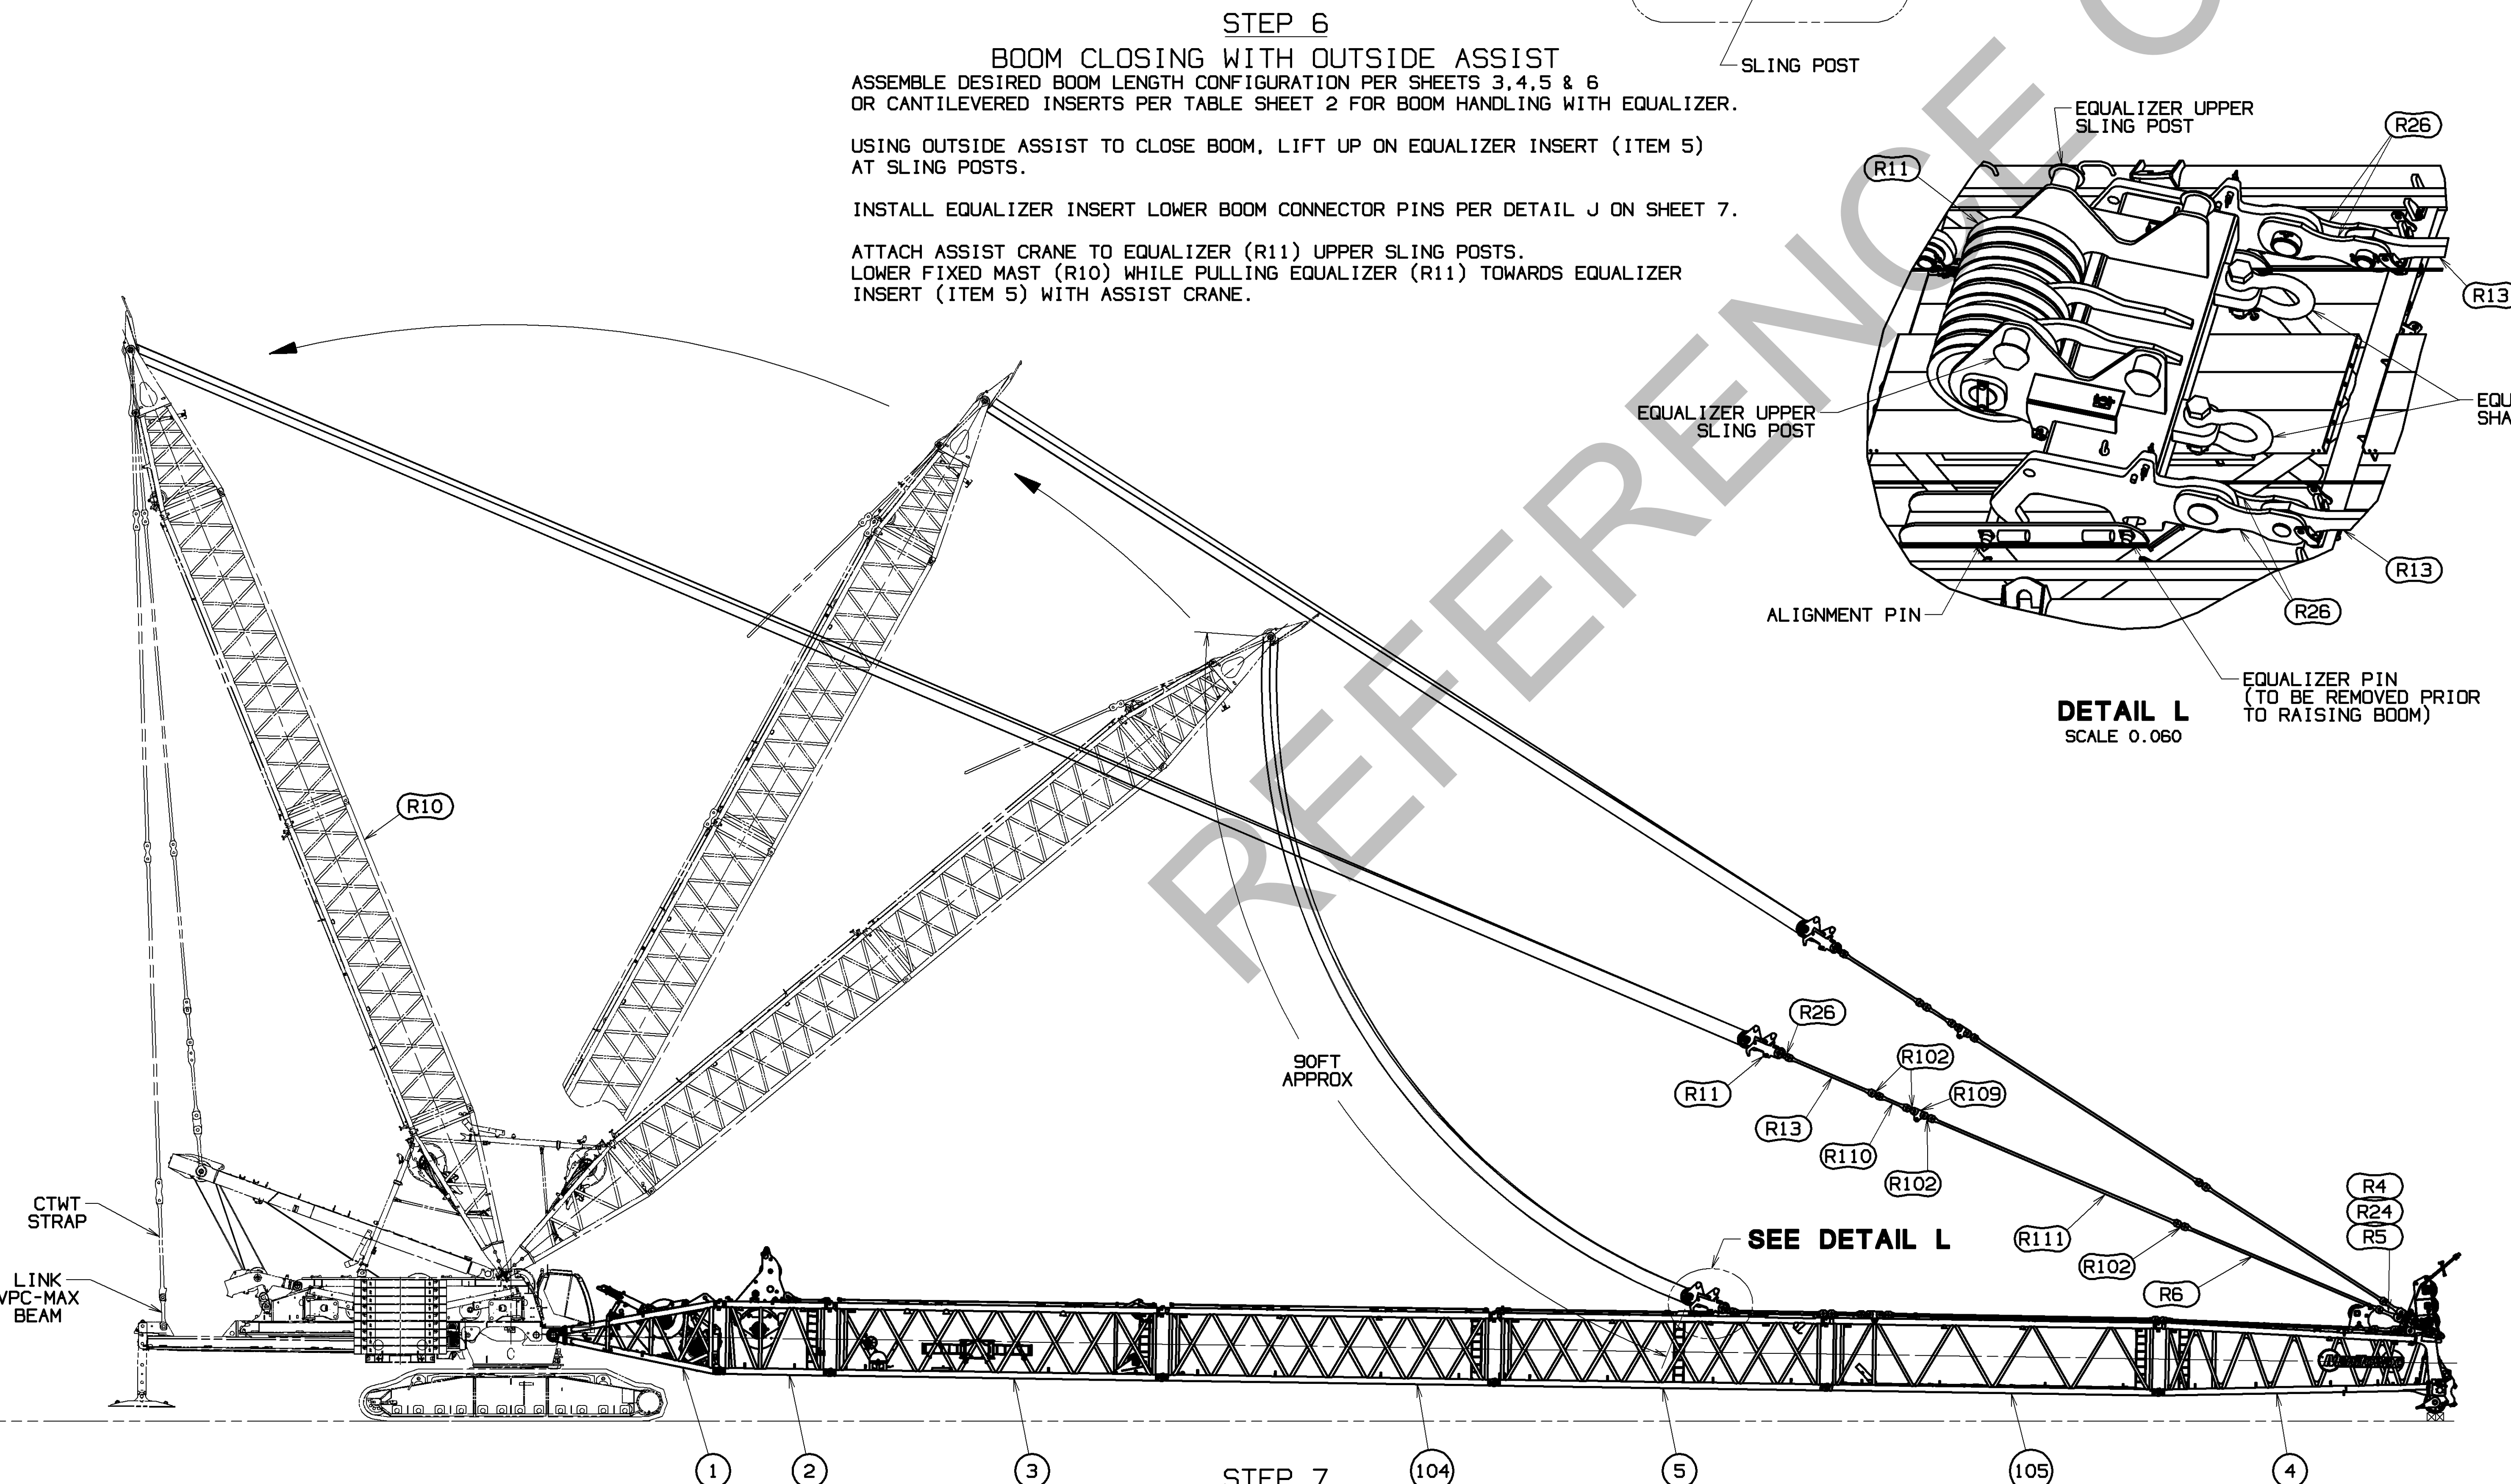 STEP 6
BOOM CLOSING WITH OUTSIDE ASSIST
ASSEMBLE DESIRED BOOM LENGTH CONFIGURATION PER SHEETS 3,4,5 & 6
OR CANTILEVERED INSERTS PER TABLE SHEET 2 FOR BOOM HANDLING WITH EQUALIZER.
USING OUTSIDE ASSIST TO CLOSE BOOM, LIFT UP ON EQUALIZER INSERT (ITEM 5)
AT SLING POSTS.
INSTALL EQUALIZER INSERT LOWER BOOM CONNECTOR PINS PER DETAIL J ON SHEET 7.
ATTACH ASSIST CRANE TO EQUALIZER (R11) UPPER SLING POSTS.
LOWER FIXED MAST (R10) WHILE PULLING EQUALIZER (R11) TOWARDS EQUALIZER
INSERT (ITEM 5) WITH ASSIST CRANE.
SLING POST
EQUALIZER UPPER
SLING POST
R26
R11
R13
EQUALIZER UPPER
SLING POST
EQU
SHA
R13
R26
ALIGNMENT PIN
EQUALIZER PIN
(TO BE REMOVED PRIOR
TO RAISING BOOM)
DETAIL L
SCALE 0.060
REFERENCE
R10
90FT
APPROX
R26
R11
R102
R109
R13
R110
R102
R111
R102
R6
R4
R24
R5
SEE DETAIL L
CTWT
STRAP
LINK
VPC-MAX
BEAM
1
2
3
104
5
105
4
STEP 7